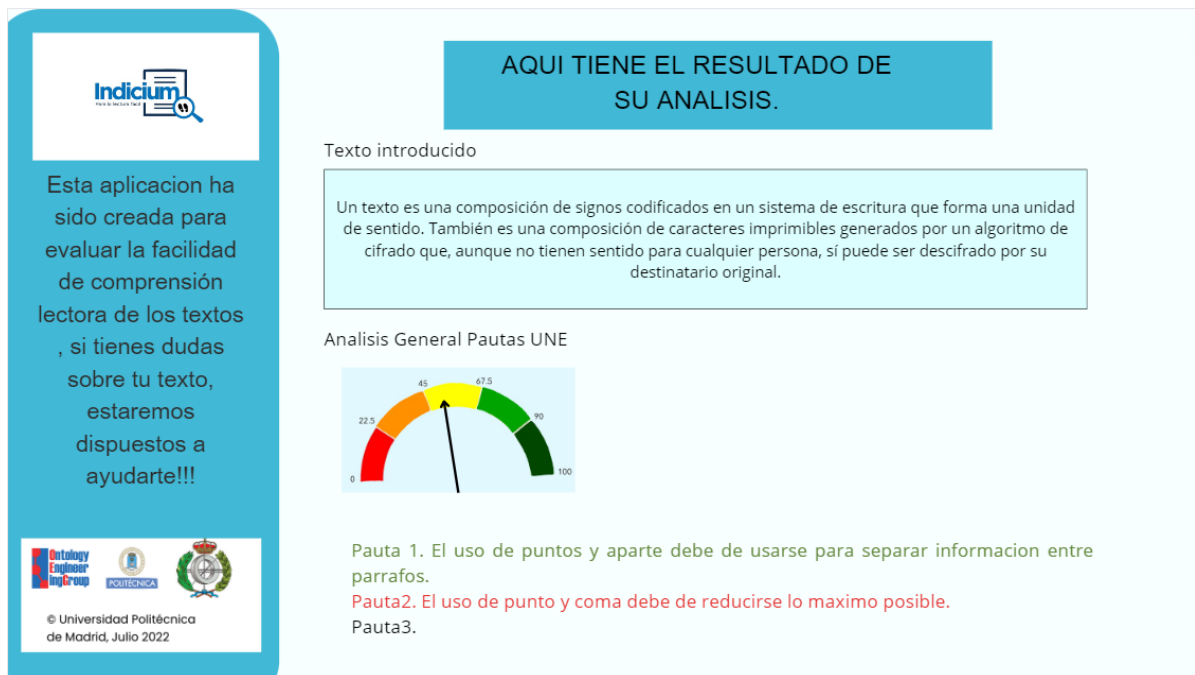 Indicium
Para la lectura fácil
Esta aplicacion ha
sido creada para
evaluar la facilidad
de comprensión
lectora de los textos
, si tienes dudas
sobre tu texto,
estaremos
dispuestos a
ayudarte!!!
Ontology
Engineer
ingGroup
POLITÉCNICA
© Universidad Politécnica
de Madrid, Julio 2022
AQUI TIENE EL RESULTADO DE
SU ANALISIS.
Texto introducido
Un texto es una composición de signos codificados en un sistema de escritura que forma una unidad
de sentido. También es una composición de caracteres imprimibles generados por un algoritmo de
cifrado que, aunque no tienen sentido para cualquier persona, sí puede ser descifrado por su
destinatario original.
Analisis General Pautas UNE
0
22.5
45
67.5
90
100
Pauta 1. El uso de puntos y aparte debe de usarse para separar informacion entre
parrafos.
Pauta2. El uso de punto y coma debe de reducirse lo maximo posible.
Pauta3.